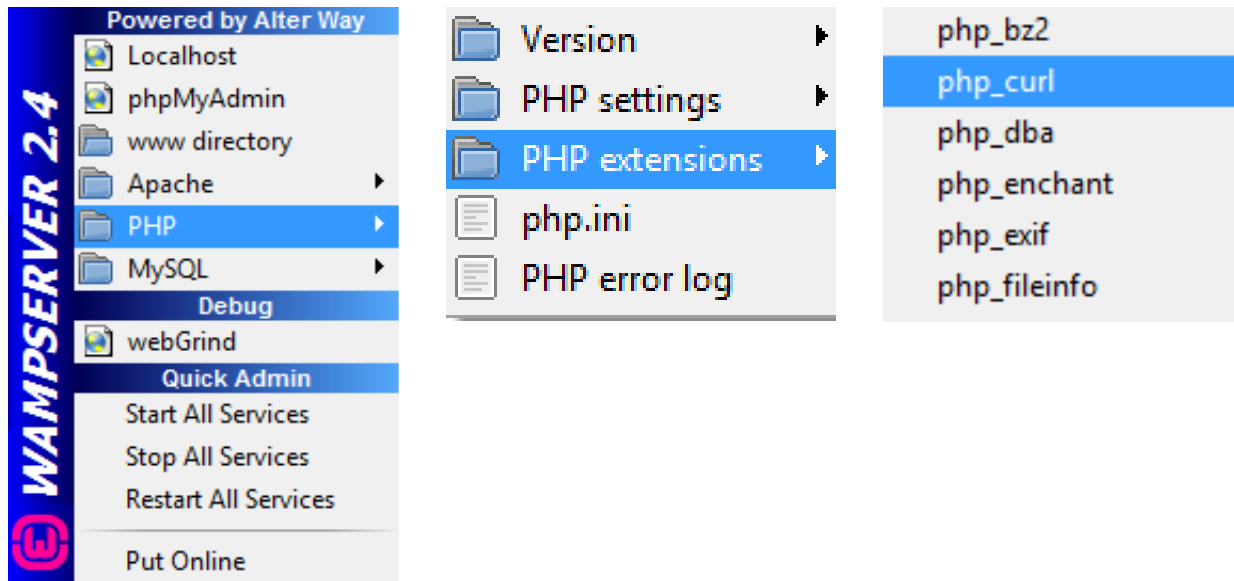 WAMPSERVER 2.4
Powered by Alter Way
Localhost
phpMyAdmin
www directory
Apache
PHP
MySQL
Debug
webGrind
Quick Admin
Start All Services
Stop All Services
Restart All Services
Put Online
Version
PHP settings
PHP extensions
php.ini
PHP error log
php_bz2
php_curl
php_dba
php_enchant
php_exif
php_fileinfo